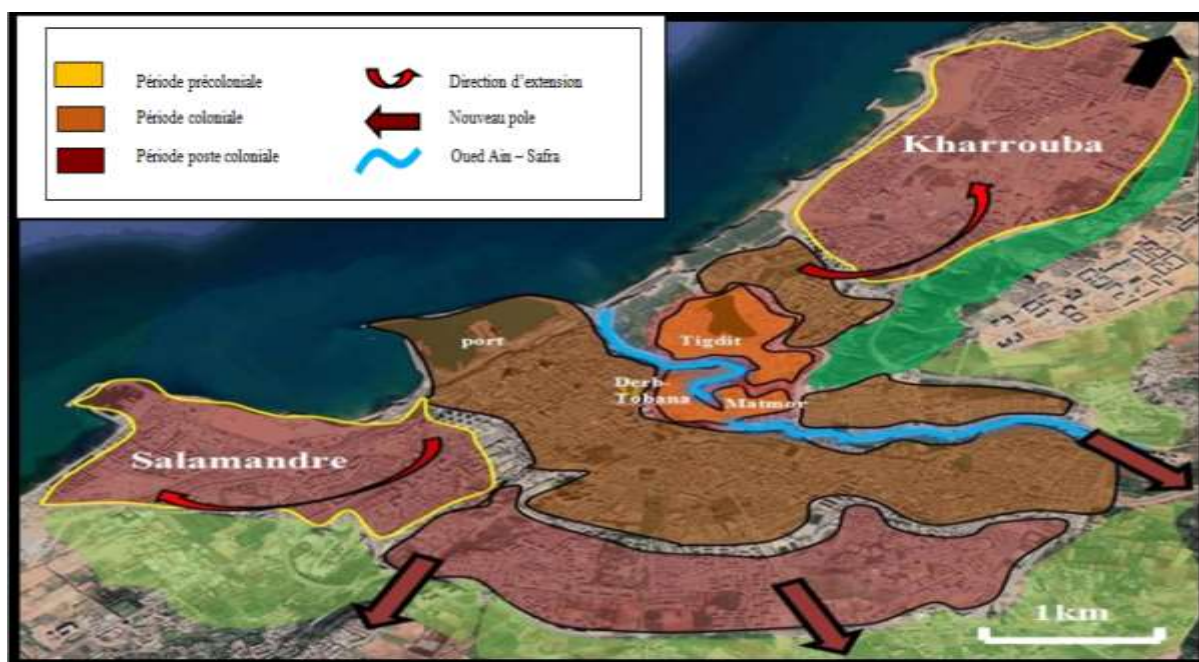 Période précoloniale
Direction d'extension
Période coloniale
Nouveau pole
Période poste coloniale
Oued Ain – Safra
Kharrouba
port
Tigdit
Derb-
Tobana
Matmor
Salamandre
1km